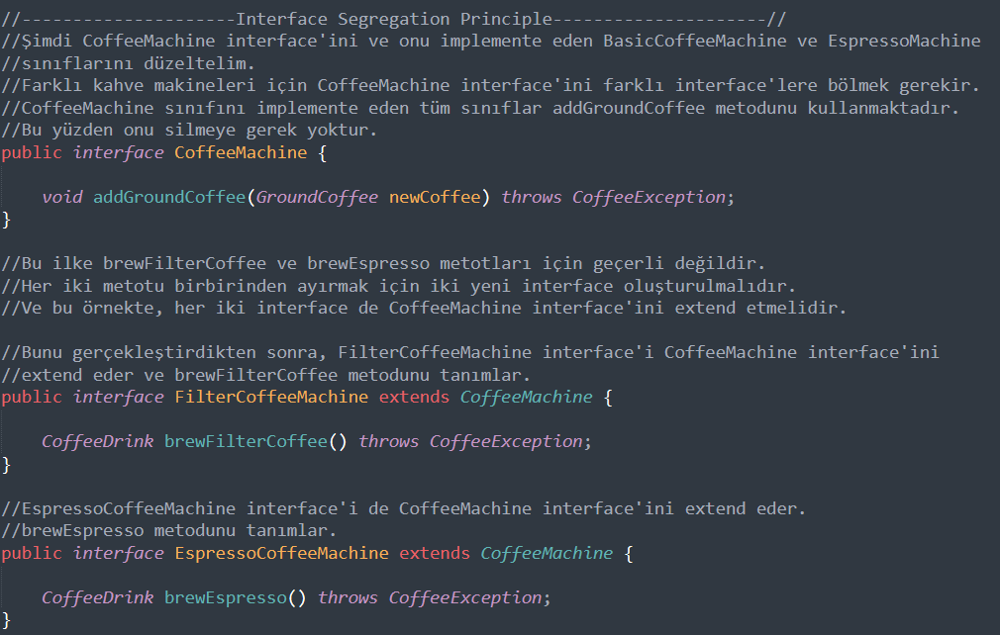 //---------------------Interface Segregation Principle---------------------//
//Şimdi CoffeeMachine interface'ini ve onu implemente eden BasicCoffeeMachine ve EspressoMachine
//sınıflarını düzeltelim.
//Farklı kahve makineleri için CoffeeMachine interface'ini farklı interface'lere bölmek gerekir.
//CoffeeMachine sınıfını implemente eden tüm sınıflar addGroundCoffee metodunu kullanmaktadır.
//Bu yüzden onu silmeye gerek yoktur.
public interface CoffeeMachine {
    void addGroundCoffee(GroundCoffee newCoffee) throws CoffeeException;
}
//Bu ilke brewFilterCoffee ve brewEspresso metotları için geçerli değildir.
//Her iki metotu birbirinden ayırmak için iki yeni interface oluşturulmalıdır.
//Ve bu örnekte, her iki interface de CoffeeMachine interface'ini extend etmelidir.
//Bunu gerçekleştirdikten sonra, FilterCoffeeMachine interface'i CoffeeMachine interface'ini
//extend eder ve brewFilterCoffee metodunu tanımlar.
public interface FilterCoffeeMachine extends CoffeeMachine {
    CoffeeDrink brewFilterCoffee() throws CoffeeException;
}
//EspressoCoffeeMachine interface'i de CoffeeMachine interface'ini extend eder.
//brewEspresso metodunu tanımlar.
public interface EspressoCoffeeMachine extends CoffeeMachine {
    CoffeeDrink brewEspresso() throws CoffeeException;
}